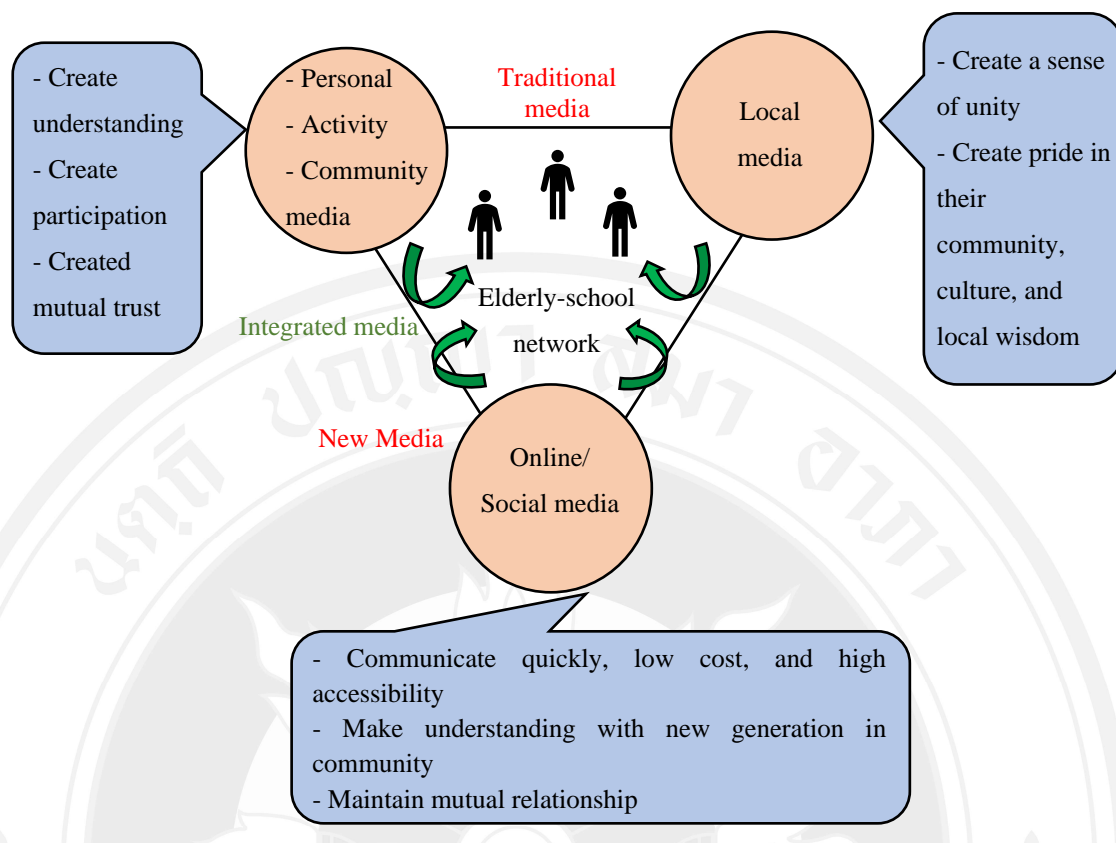 - Create
understanding
- Create
participation
- Created
mutual trust
- Personal
- Activity
- Community
media
Traditional
media
Local
media
- Create a sense
of unity
- Create pride in
their
community,
culture, and
local wisdom
Elderly-school
network
Integrated media
New Media
Online/
Social media
- Communicate quickly, low cost, and high
accessibility
- Make understanding with new generation in
community
- Maintain mutual relationship